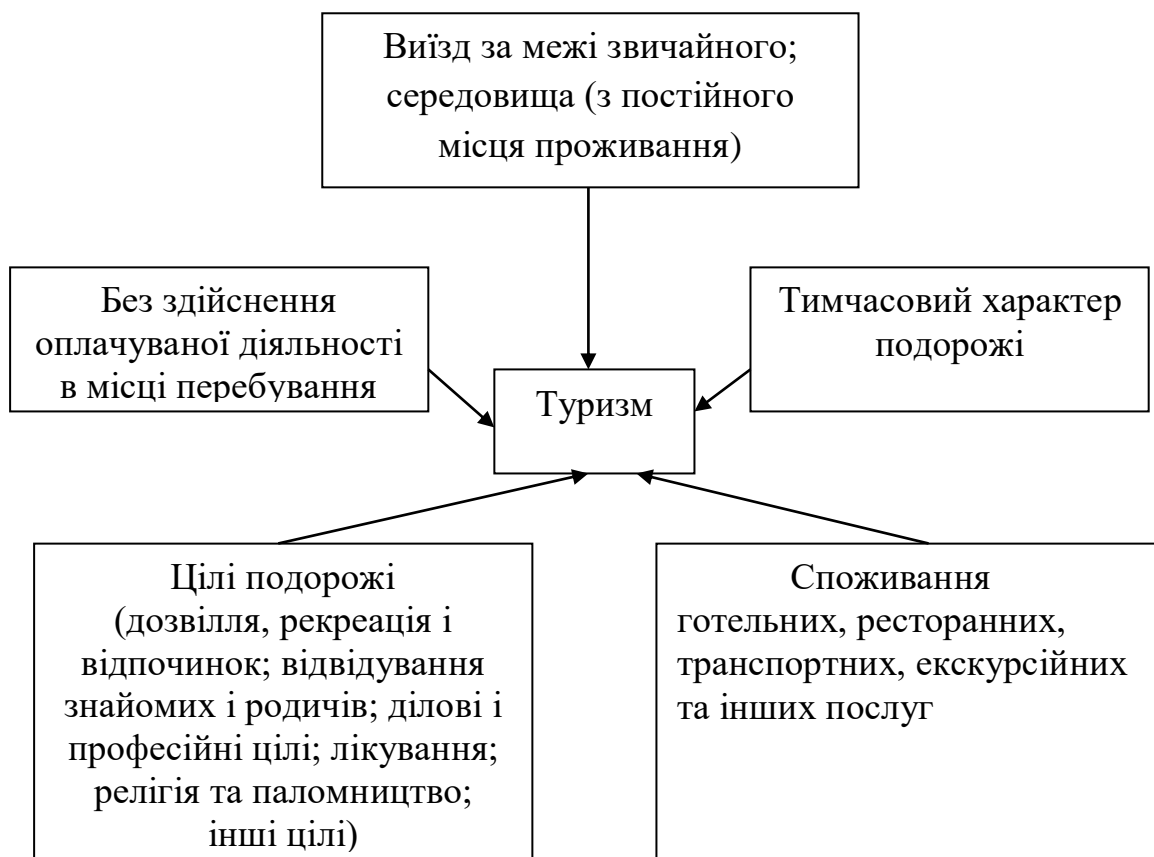 Виїзд за межі звичайного;
середовища (з постійного
місця проживання)
Без здійснення
оплачуваної діяльності
в місці перебування
Тимчасовий характер
подорожі
Туризм
Цілі подорожі
(дозвілля, рекреація і
відпочинок; відвідування
знайомих і родичів; ділові і
професійні цілі; лікування;
релігія та паломництво;
інші цілі)
Споживання
готельних, ресторанних,
транспортних, екскурсійних
та інших послуг